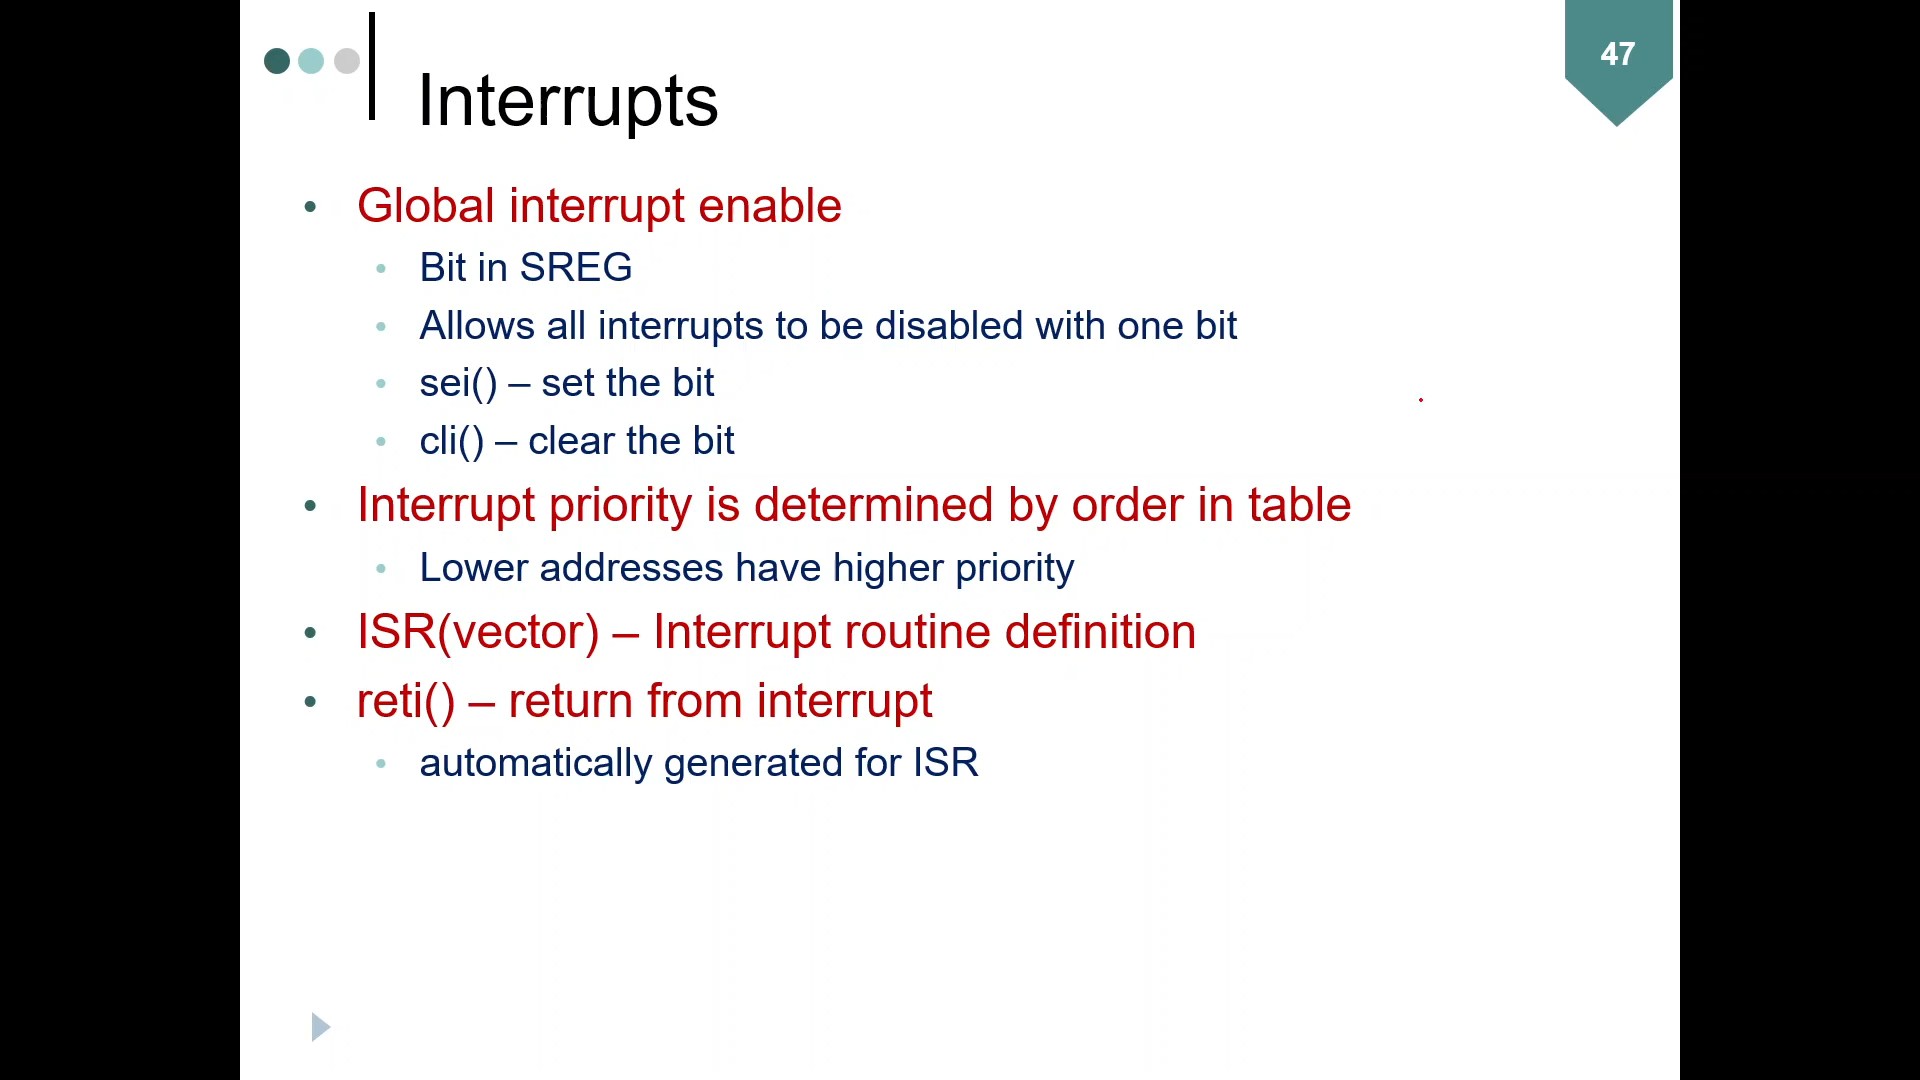 47
Interrupts
• Global interrupt enable
• Bit in SREG
• Allows all interrupts to be disabled with one bit
• sei() – set the bit
• cli() – clear the bit
• Interrupt priority is determined by order in table
• Lower addresses have higher priority
• ISR(vector) – Interrupt routine definition
• reti() – return from interrupt
• automatically generated for ISR